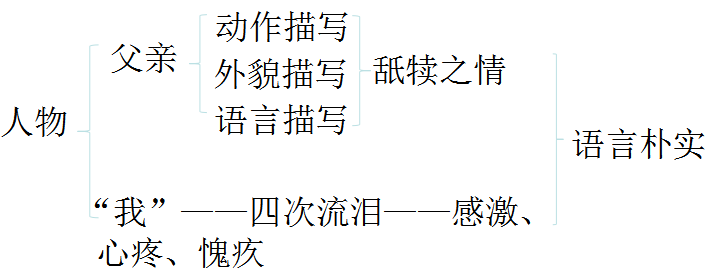 人物
父亲
动作描写
外貌描写
语言描写
舐犊之情
“我”——四次流泪——感激、
心疼、愧疚
语言朴实